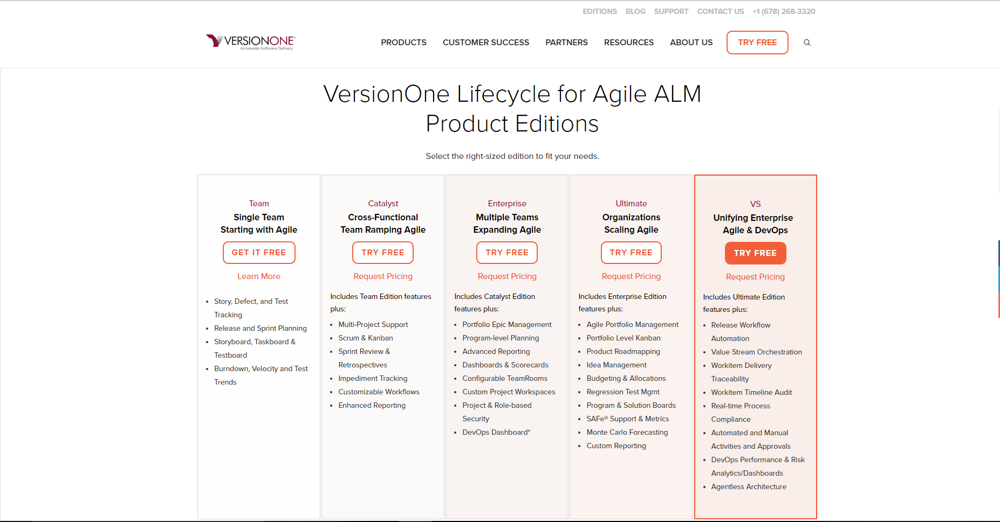 EDITIONS BLOG SUPPORT CONTACT US +1 (678) 268-3320
VERSIONONE®
Accelerate Software Delivery
PRODUCTS CUSTOMER SUCCESS PARTNERS RESOURCES ABOUT US TRY FREE
VersionOne Lifecycle for Agile ALM
Product Editions
Select the right-sized edition to fit your needs.
Team
Single Team
Starting with Agile
GET IT FREE
Learn More
• Story, Defect, and Test
Tracking
• Release and Sprint Planning
• Storyboard, Taskboard &
Testboard
• Burndown, Velocity and Test
Trends
Catalyst
Cross-Functional
Team Ramping Agile
TRY FREE
Request Pricing
Includes Team Edition features
plus:
• Multi-Project Support
• Scrum & Kanban
• Sprint Review &
Retrospectives
• Impediment Tracking
• Customizable Workflows
• Enhanced Reporting
Enterprise
Multiple Teams
Expanding Agile
TRY FREE
Request Pricing
Includes Catalyst Edition
features plus:
• Portfolio Epic Management
• Program-level Planning
• Advanced Reporting
• Dashboards & Scorecards
• Configurable TeamRooms
• Custom Project Workspaces
• Project & Role-based
Security
• DevOps Dashboard*
Ultimate
Organizations
Scaling Agile
TRY FREE
Request Pricing
Includes Enterprise Edition
features plus:
• Agile Portfolio Management
• Portfolio Level Kanban
• Product Roadmapping
• Idea Management
• Budgeting & Allocations
• Regression Test Mgmt
• Program & Solution Boards
• SAFe® Support & Metrics
• Monte Carlo Forecasting
• Custom Reporting
VS
Unifying Enterprise
Agile & DevOps
TRY FREE
Request Pricing
Includes Ultimate Edition
features plus:
• Release Workflow
Automation
• Value Stream Orchestration
• Workitem Delivery
Traceability
• Workitem Timeline Audit
• Real-time Process
Compliance
• Automated and Manual
Activities and Approvals
• DevOps Performance & Risk
Analytics/Dashboards
• Agentless Architecture